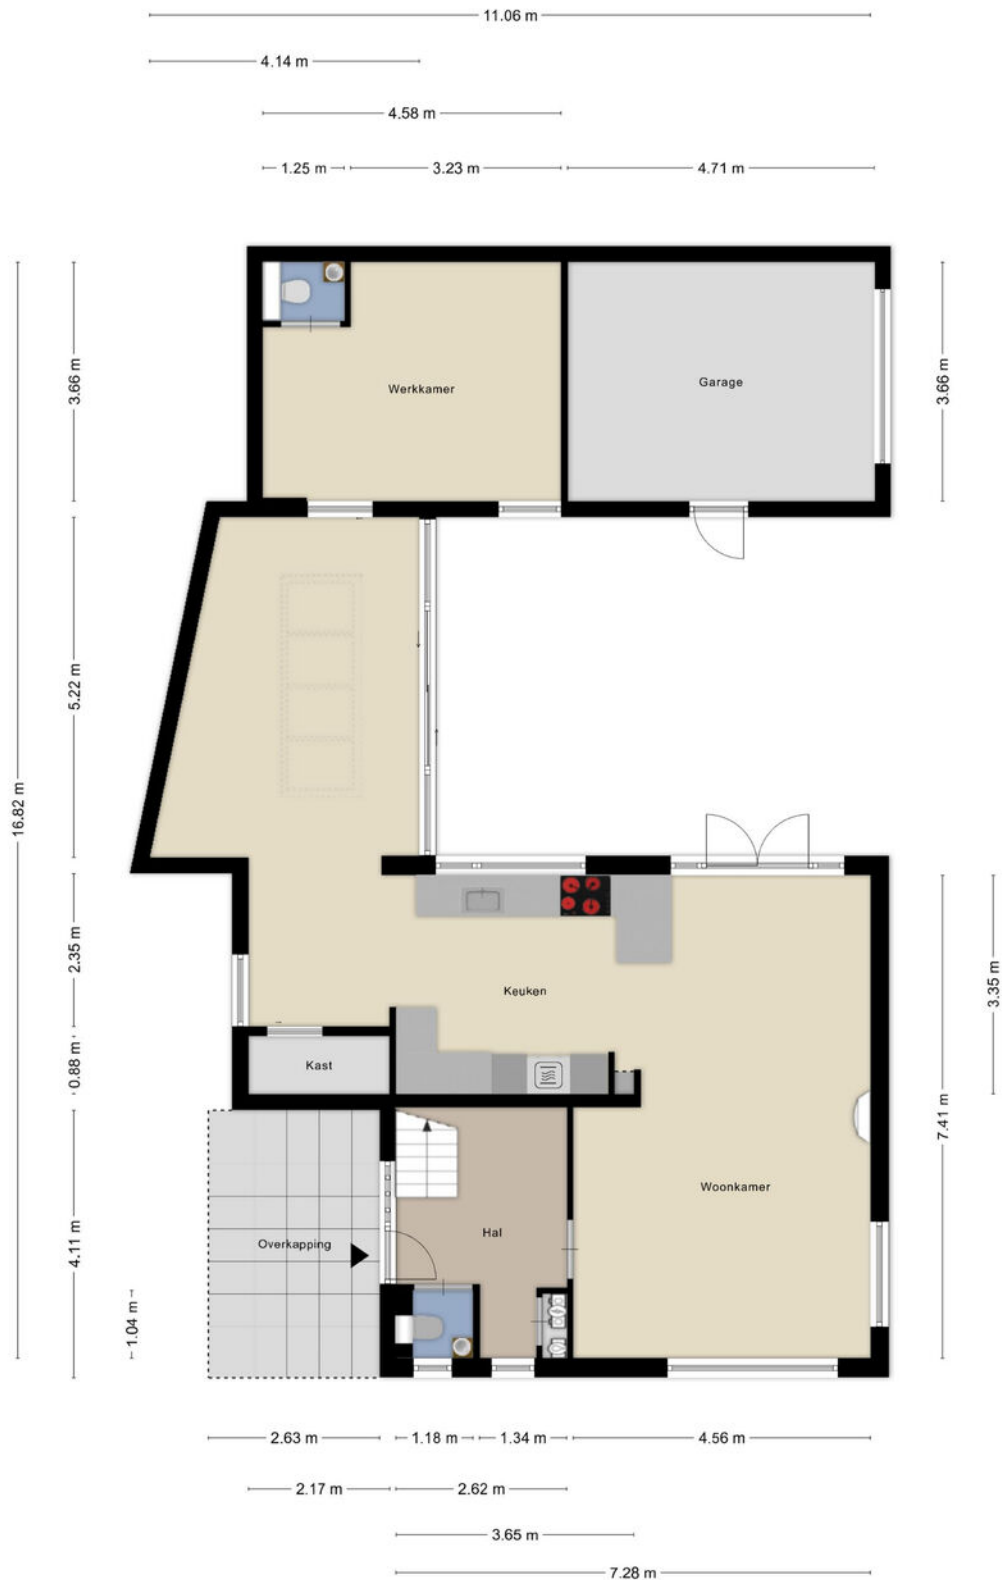 11.06 m
4.14 m
4.58 m
1.25 m
3.23 m
4.71 m
3.66 m
Werkkamer
Garage
3.66 m
5.22 m
16.82 m
2.35 m
Keuken
3.35 m
0.88 m
Kast
7.41 m
Woonkamer
4.11 m
Overkapping
Hal
1.04 m
2.63 m
1.18 m
1.34 m
4.56 m
2.17 m
2.62 m
3.65 m
7.28 m